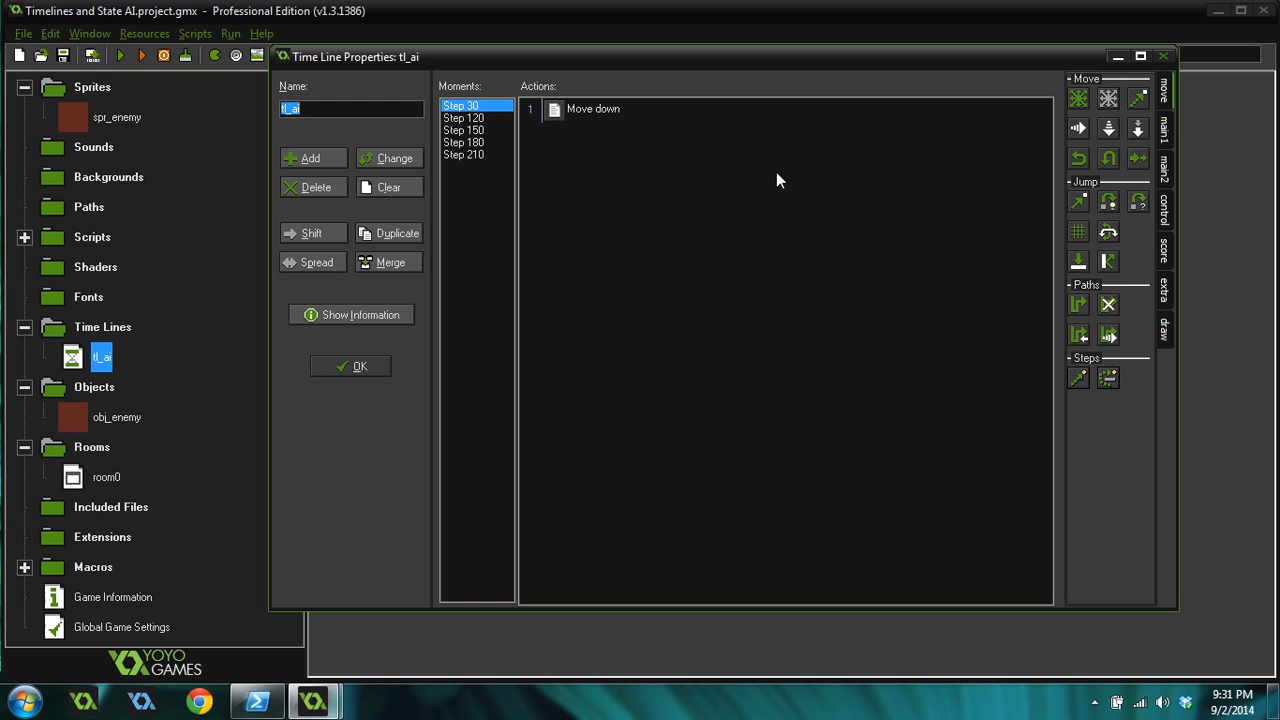 Timelines and State AI.project.gmx - Professional Edition (v1.3.1386)
File Edit Window Resources Scripts Run Help
Time Line Properties: tl_ai
Sprites
spr_enemy
Sounds
Backgrounds
Paths
Scripts
Shaders
Fonts
Time Lines
tl_ai
Objects
obj_enemy
Rooms
room0
Included Files
Extensions
Macros
Game Information
Global Game Settings
YOYO
GAMES
Name:
tl_ai
Add Change
Delete Clear
Shift Duplicate
Spread Merge
Show Information
OK
Moments:
Step 30
Step 120
Step 150
Step 180
Step 210
Actions:
1 Move down
Move
Jump
Paths
Steps
move
main1
main2
control
score
extra
draw
9:31 PM
9/2/2014